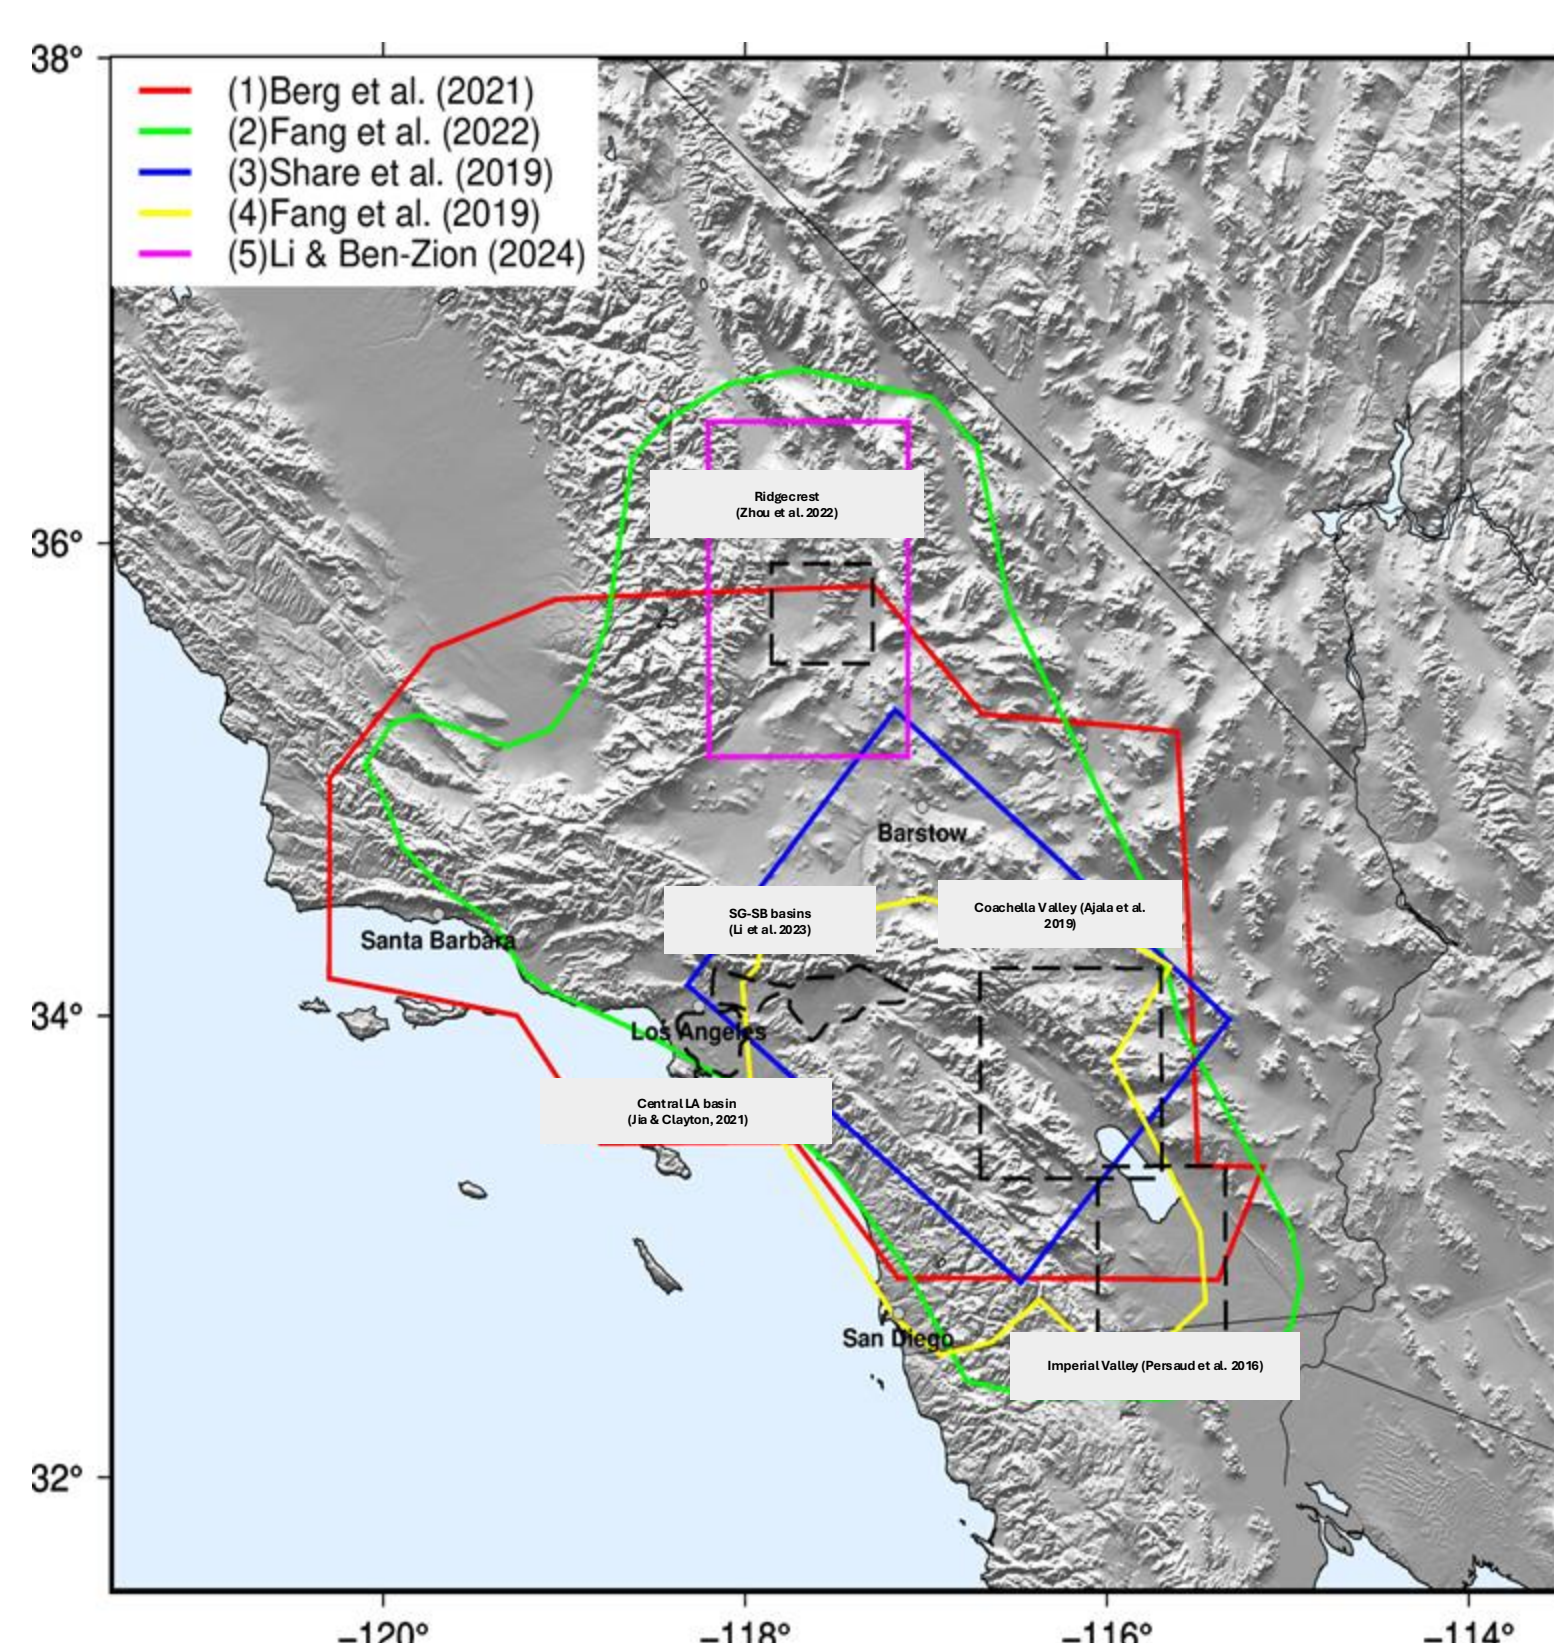 38°
(1)Berg et al. (2021)
(2)Fang et al. (2022)
(3)Share et al. (2019)
(4)Fang et al. (2019)
(5)Li & Ben-Zion (2024)
Ridgecrest
(Zhou et al. 2022)
36°
Barstow
SG-SB basins
(Li et al. 2023)
Coachella Valley (Ajala et al.
2019)
Santa Barbara
34°
Los Angeles
Central LA basin
(Jia & Clayton, 2021)
San Diego
Imperial Valley (Persaud et al. 2016)
32°
−120°
−118°
−116°
−114°